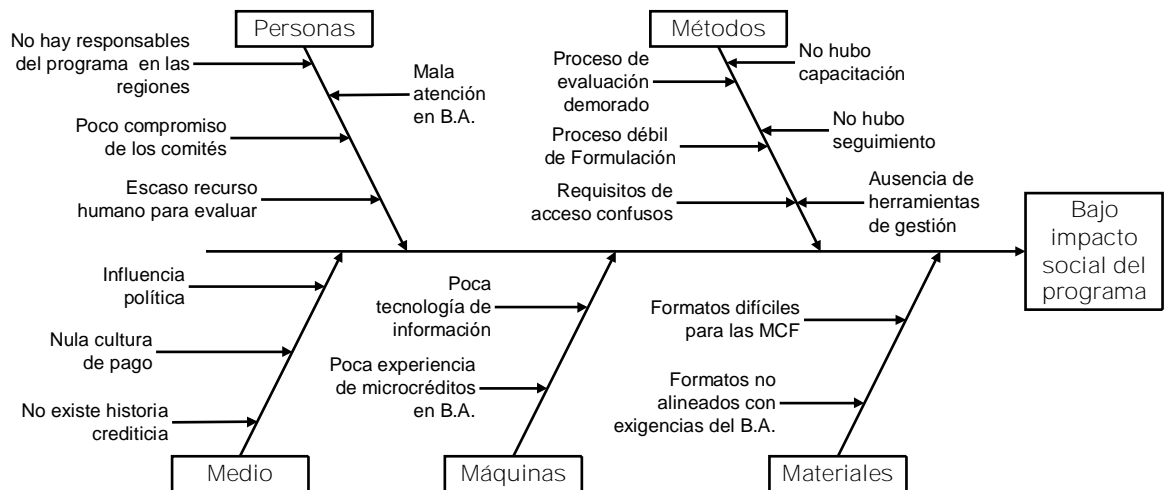 Personas
No hay responsables
del programa en las
regiones
Mala
atención
en B.A.
Poco compromiso
de los comités
Escaso recurso
humano para evaluar
Métodos
Proceso de
evaluación
demorado
No hubo
capacitación
Proceso débil
de Formulación
No hubo
seguimiento
Requisitos de
acceso confusos
Ausencia de
herramientas
de gestión
Bajo
impacto
social del
programa
Influencia
política
Nula cultura
de pago
No existe historia
crediticia
Medio
Poca
tecnología de
información
Poca experiencia
de microcréditos
en B.A.
Máquinas
Formatos difíciles
para las MCF
Formatos no
alineados con
exigencias del B.A.
Materiales